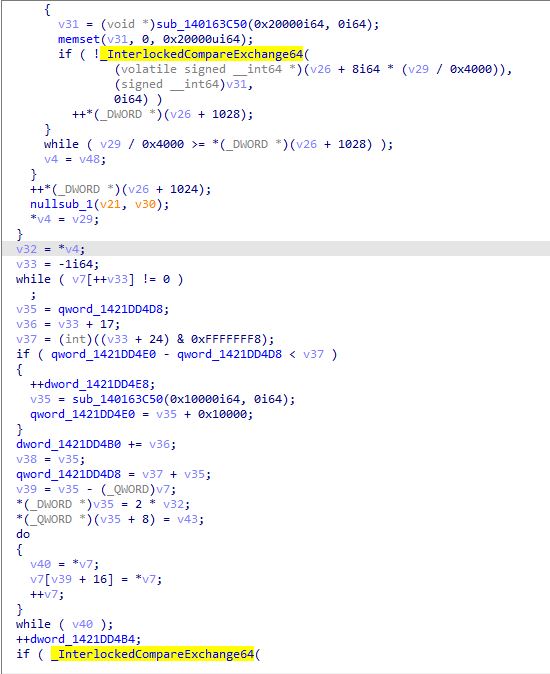 {
v31 = (void *)sub_140163C50(0x20000i64, 0i64);
memset(v31, 0, 0x20000ui64);
if ( !_InterlockedCompareExchange64(
(volatile signed __int64 *)(v26 + 8i64 * (v29 / 0x4000)),
(signed __int64)v31,
0i64) )
++*(_DWORD *)(v26 + 1028);
}
while ( v29 / 0x4000 >= *(_DWORD *)(v26 + 1028) );
v4 = v48;
}
++*(_DWORD *)(v26 + 1024);
nullsub_1(v21, v30);
*v4 = v29;
}
v32 = *v4;
v33 = -1i64;
while ( v7[++v33] != 0 )
;
v35 = qword_1421DD4D8;
v36 = v33 + 17;
v37 = (int)((v33 + 24) & 0xFFFFFFF8);
if ( qword_1421DD4E0 - qword_1421DD4D8 < v37 )
{
++dword_1421DD4E8;
v35 = sub_140163C50(0x10000i64, 0i64);
qword_1421DD4E0 = v35 + 0x10000;
}
dword_1421DD4B0 += v36;
v38 = v35;
qword_1421DD4D8 = v37 + v35;
v39 = v35 - (_QWORD)v7;
*(_DWORD *)v35 = 2 * v32;
*(_QWORD *)(v35 + 8) = v43;
do
{
v40 = *v7;
v7[v39 + 16] = *v7;
++v7;
}
while ( v40 );
++dword_1421DD4B4;
if ( _InterlockedCompareExchange64(